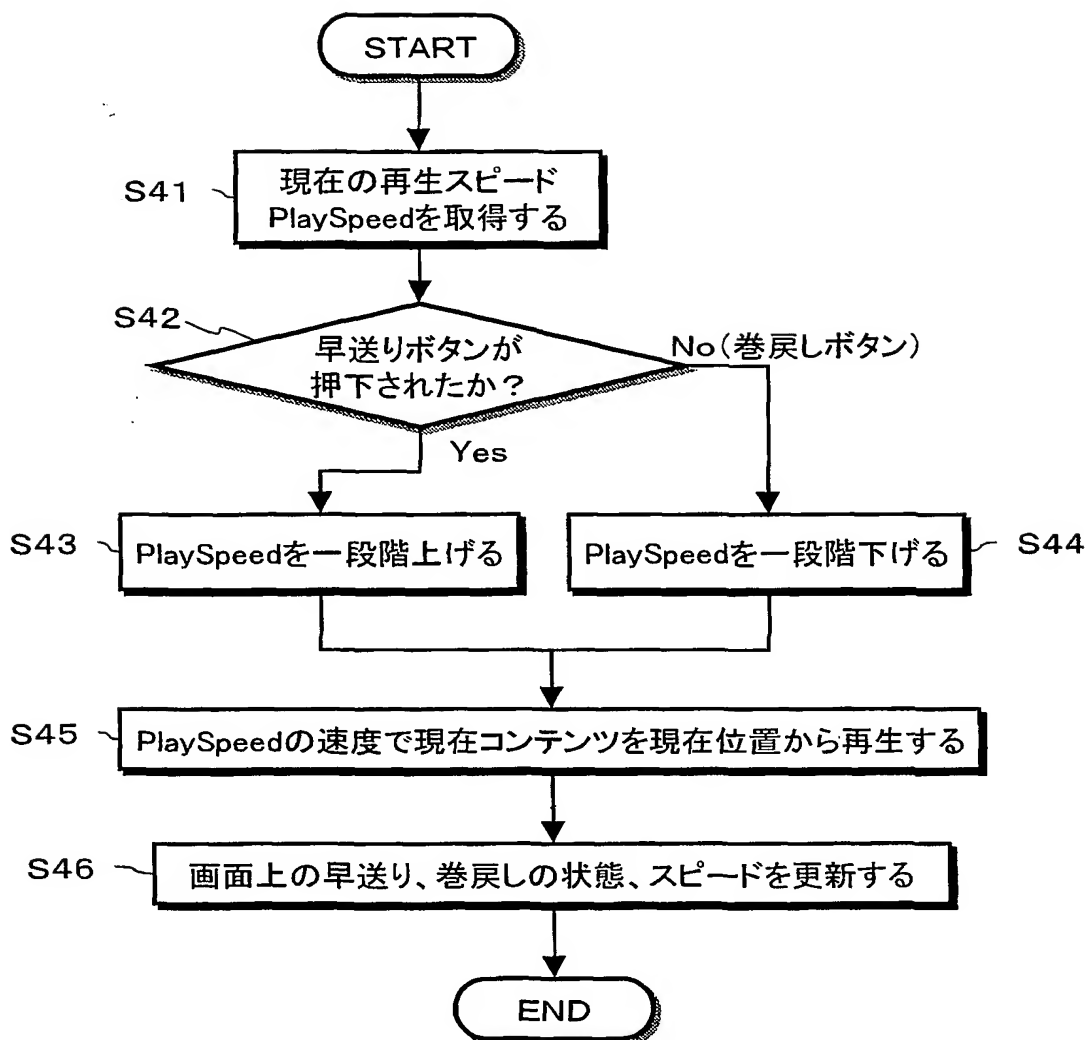 START
S41
現在の再生スピード
PlaySpeedを取得する
S42
早送りボタンが
押下されたか？
No(巻戻しボタン)
Yes
S43
PlaySpeedを一段階上げる
PlaySpeedを一段階下げる
S44
S45
PlaySpeedの速度で現在コンテンツを現在位置から再生する
S46
画面上の早送り、巻戻しの状態、スピードを更新する
END